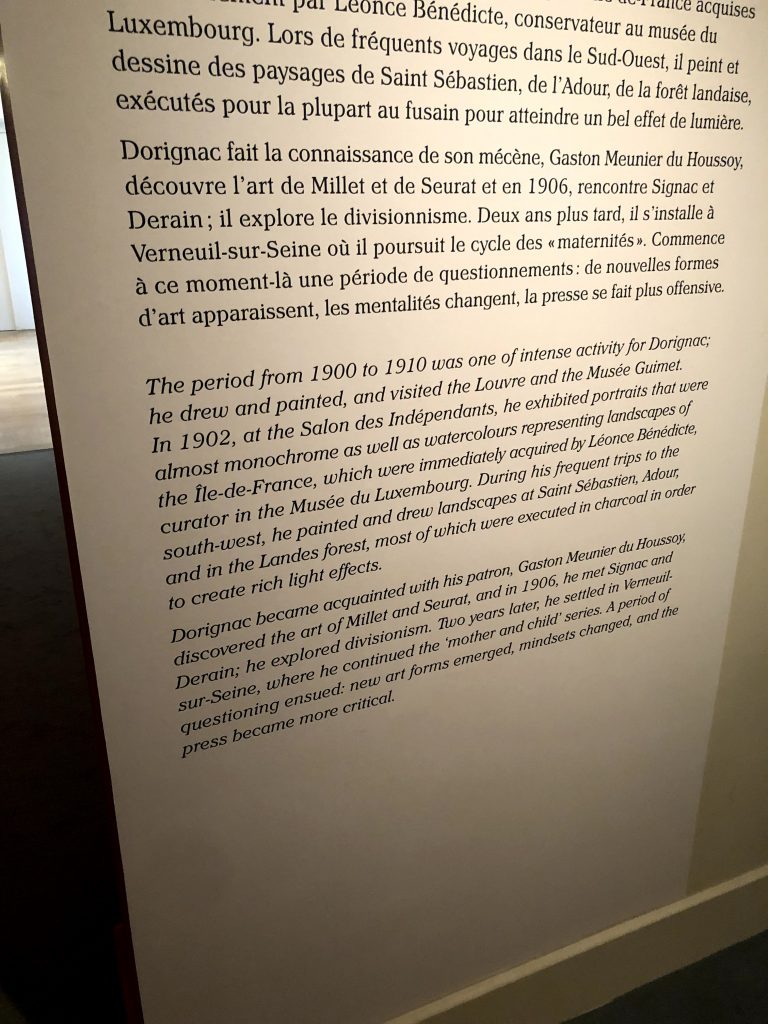 par Léonce Bénédicte, conservateur au musée du
Luxembourg. Lors de fréquents voyages dans le Sud-Ouest, il peint et
dessine des paysages de Saint Sébastien, de l'Adour, de la forêt landaise,
exécutés pour la plupart au fusain pour atteindre un bel effet de lumière.
Dorignac fait la connaissance de son mécène, Gaston Meunier du Houssoy,
découvre l'art de Millet et de Seurat et en 1906, rencontre Signac et
Derain ; il explore le divisionnisme. Deux ans plus tard, il s'installe à
Verneuil-sur-Seine où il poursuit le cycle des « maternités ». Commence
à ce moment-là une période de questionnements : de nouvelles formes
d'art apparaissent, les mentalités changent, la presse se fait plus offensive.
The period from 1900 to 1910 was one of intense activity for Dorignac;
he drew and painted, and visited the Louvre and the Musée Guimet.
In 1902, at the Salon des Indépendants, he exhibited portraits that were
almost monochrome as well as watercolours representing landscapes of
the Île-de-France, which were immediately acquired by Léonce Bénédicte,
curator in the Musée du Luxembourg. During his frequent trips to the
south-west, he painted and drew landscapes at Saint Sébastien, Adour,
and in the Landes forest, most of which were executed in charcoal in order
to create rich light effects.
Dorignac became acquainted with his patron, Gaston Meunier du Houssoy,
discovered the art of Millet and Seurat, and in 1906, he met Signac and
Derain; he explored divisionism. Two years later, he settled in Verneuil-
sur-Seine, where he continued the 'mother and child' series. A period of
questioning ensued: new art forms emerged, mindsets changed, and the
press became more critical.